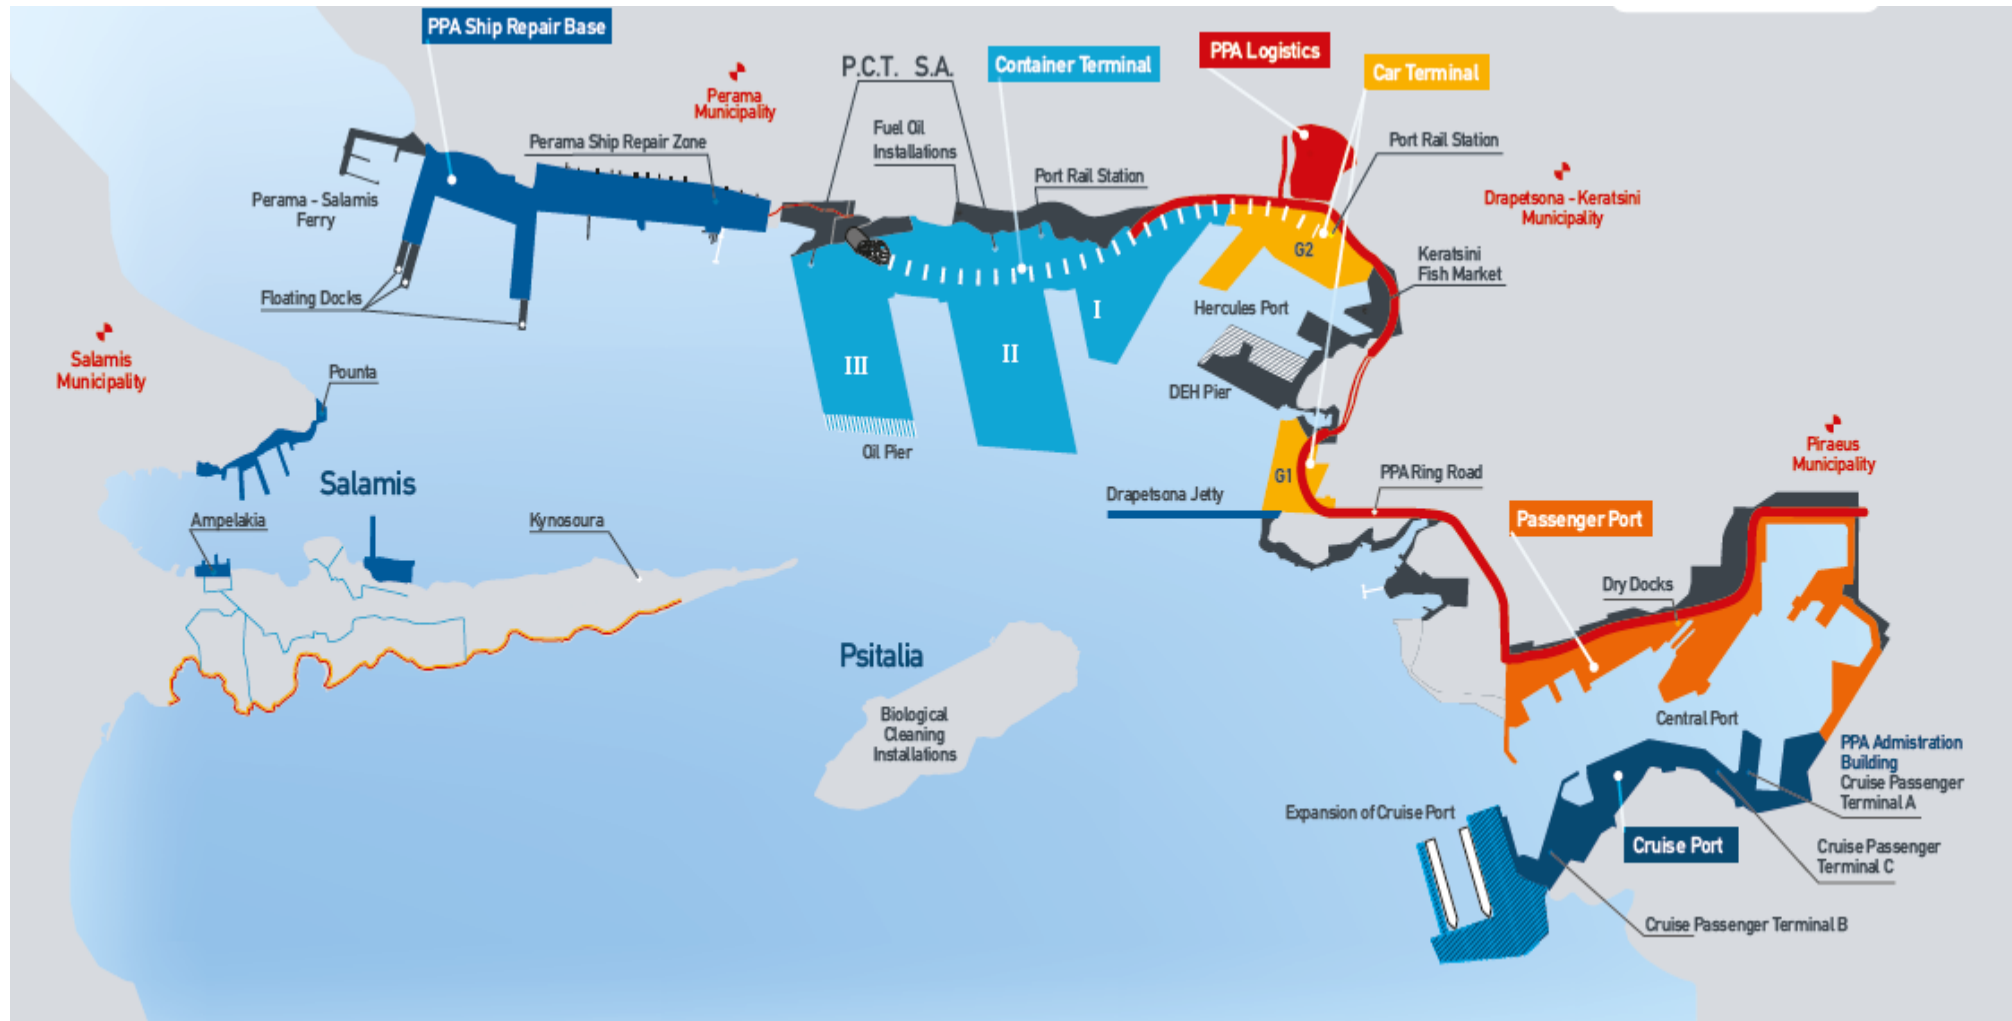 PPA Ship Repair Base
PPA Logistics
P.C.T. S.A.
Container Terminal
Car Terminal
Perama
Municipality
Perama Ship Repair Zone
Fuel Oil
Installations
Port Rail Station
Port Rail Station
Perama - Salamis
Ferry
Drapetsona - Keratsini
Municipality
G2
Keratsini
Fish Market
Floating Docks
Hercules Port
I
II
III
Salamis
Municipality
Pounta
DEH Pier
Oil Pier
Piraeus
Municipality
G1
PPA Ring Road
Salamis
Drapetsona Jetty
Ampelakia
Kynosoura
Passenger Port
Dry Docks
Psitalia
Biological
Cleaning
Installations
Central Port
PPA Admistration
Building
Cruise Passenger
Terminal A
Expansion of Cruise Port
Cruise Port
Cruise Passenger
Terminal C
Cruise Passenger Terminal B